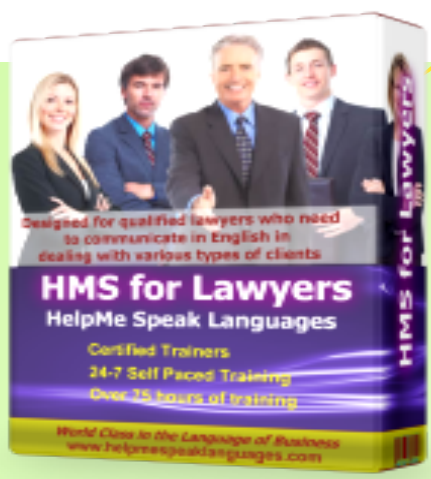 Designed for qualified lawyers who need
to communicate in English in
dealing with various types of clients
HMS for Lawyers
HelpMe Speak Languages
Certified Trainers
24-7 Self Paced Training
Over 75 hours of training
World Class in the Language of Business
www.helpmespeaklanguages.com
HMS for Lawyers